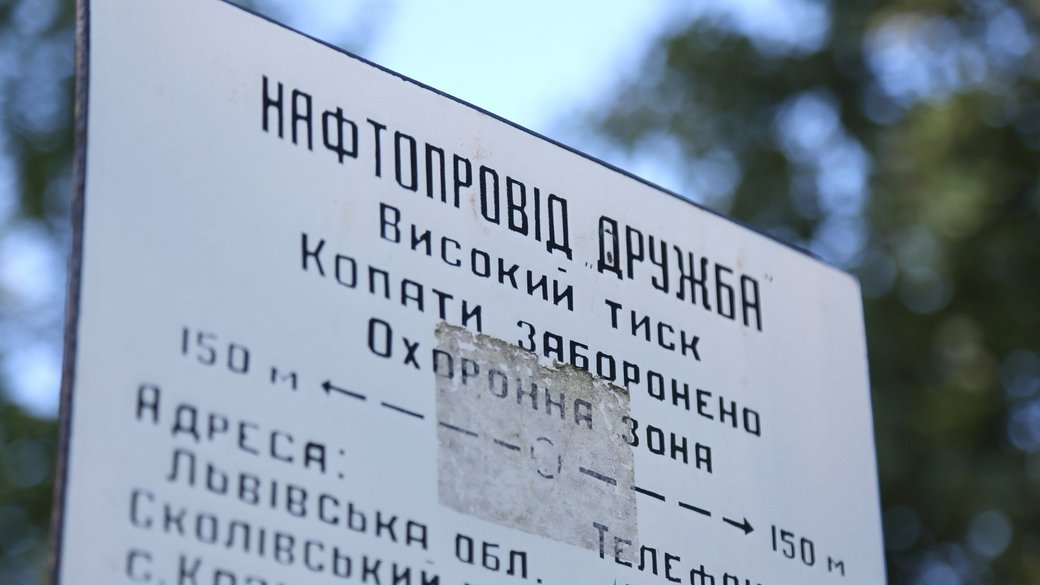 НАФТОПРОВІД „ДРУЖБА"
Високий тиск
Копати заборонено
Охоронна зона
150 м 150 м
Адреса:
Львівська обл. Телефон
Сколівський
с.